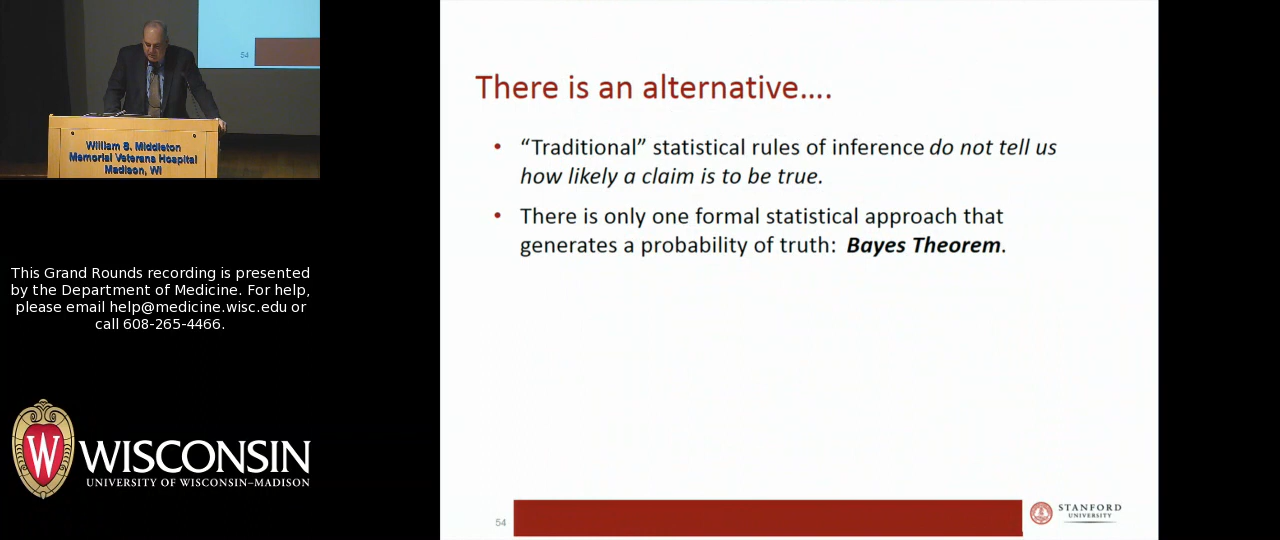 54
William S. Middleton
Memorial Veterans Hospital
Madison, WI
This Grand Rounds recording is presented
by the Department of Medicine. For help,
please email help@medicine.wisc.edu or
call 608-265-4466.
W
WISCONSIN
UNIVERSITY OF WISCONSIN–MADISON
There is an alternative....
• “Traditional” statistical rules of inference do not tell us
how likely a claim is to be true.
• There is only one formal statistical approach that
generates a probability of truth: Bayes Theorem.
54
STANFORD
UNIVERSITY